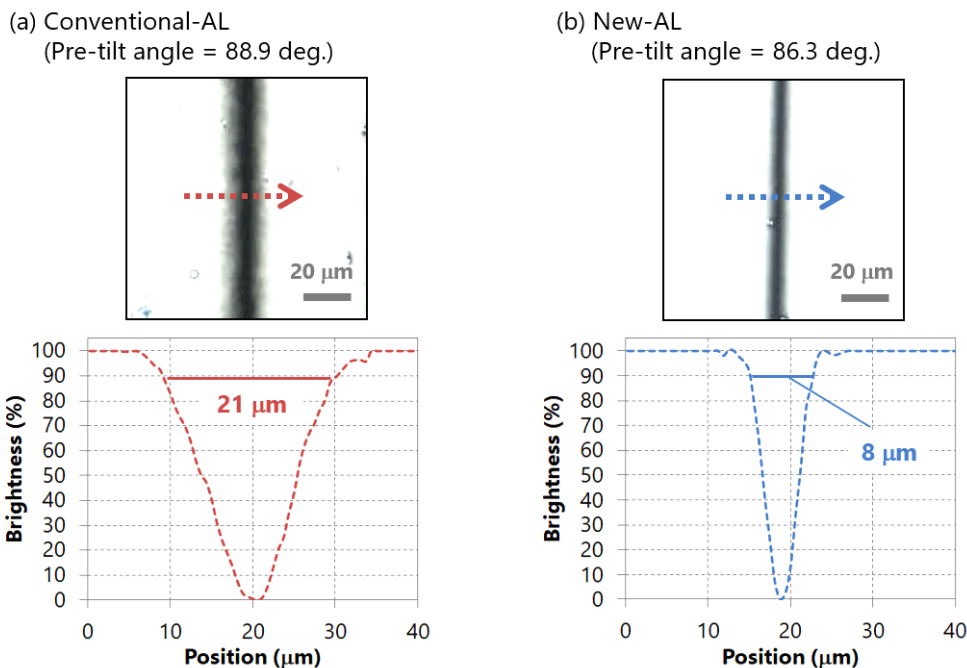 (a) Conventional-AL
(Pre-tilt angle = 88.9 deg.)
20 μm
100
90
80
70
60
50
40
30
20
10
0
Brightness (%)
21 μm
0 10 20 30 40
Position (μm)
(b) New-AL
(Pre-tilt angle = 86.3 deg.)
20 μm
100
90
80
70
60
50
40
30
20
10
0
Brightness (%)
8 μm
0 10 20 30 40
Position (μm)